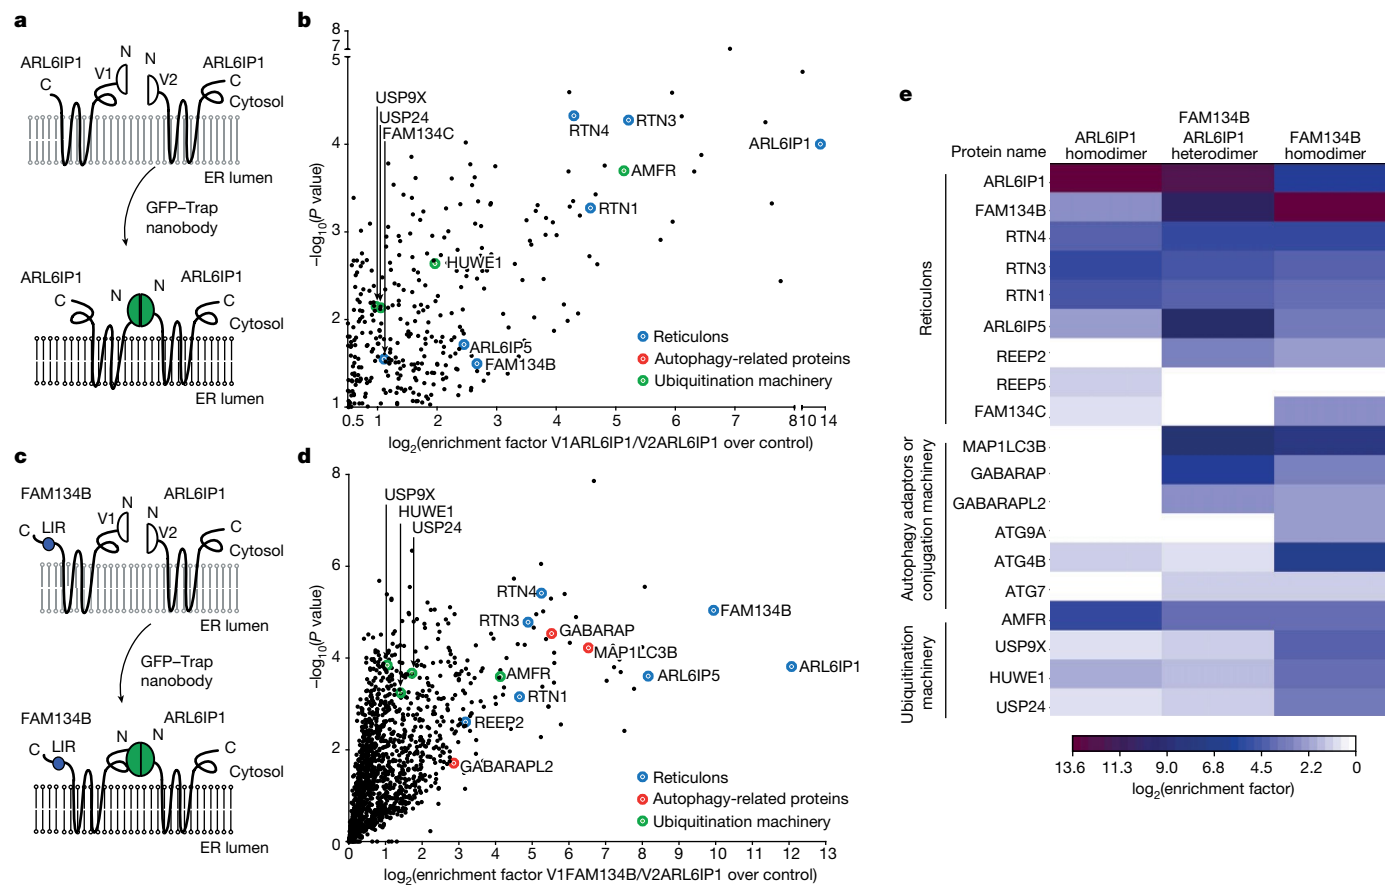 a
N N
ARL6IP1 V1 V2 ARL6IP1
C C
Cytosol
ER lumen
GFP–Trap
nanobody
ARL6IP1 ARL6IP1
N N
C C
Cytosol
ER lumen
b
8
7
5
4
3
2
1
–log10(P value)
USP9X
USP24
FAM134C
RTN4
RTN3
ARL6IP1
AMFR
RTN1
HUWE1
ARL6IP5
FAM134B
Reticulons
Autophagy-related proteins
Ubiquitination machinery
0.5 1 2 3 4 5 6 7 8 10 14
log2(enrichment factor V1ARL6IP1/V2ARL6IP1 over control)
c
FAM134B N N ARL6IP1
C LIR V1 V2 C
Cytosol
ER lumen
GFP–Trap
nanobody
FAM134B ARL6IP1
C LIR N N C
Cytosol
ER lumen
d
8
6
4
2
0
–log10(P value)
USP9X
HUWE1
USP24
RTN4
RTN3
FAM134B
GABARAP
MAP1LC3B
ARL6IP1
AMFR
ARL6IP5
RTN1
REEP2
GABARAPL2
Reticulons
Autophagy-related proteins
Ubiquitination machinery
0 1 2 3 4 5 6 7 8 9 10 11 12 13
log2(enrichment factor V1FAM134B/V2ARL6IP1 over control)
e
FAM134B
ARL6IP1 ARL6IP1 FAM134B
Protein name homodimer heterodimer homodimer
Reticulons
ARL6IP1
FAM134B
RTN4
RTN3
RTN1
ARL6IP5
REEP2
REEP5
FAM134C
Autophagy adaptors or
conjugation machinery
MAP1LC3B
GABARAP
GABARAPL2
ATG9A
ATG4B
ATG7
Ubiquitination
machinery
AMFR
USP9X
HUWE1
USP24
13.6 11.3 9.0 6.8 4.5 2.2 0
log2(enrichment factor)